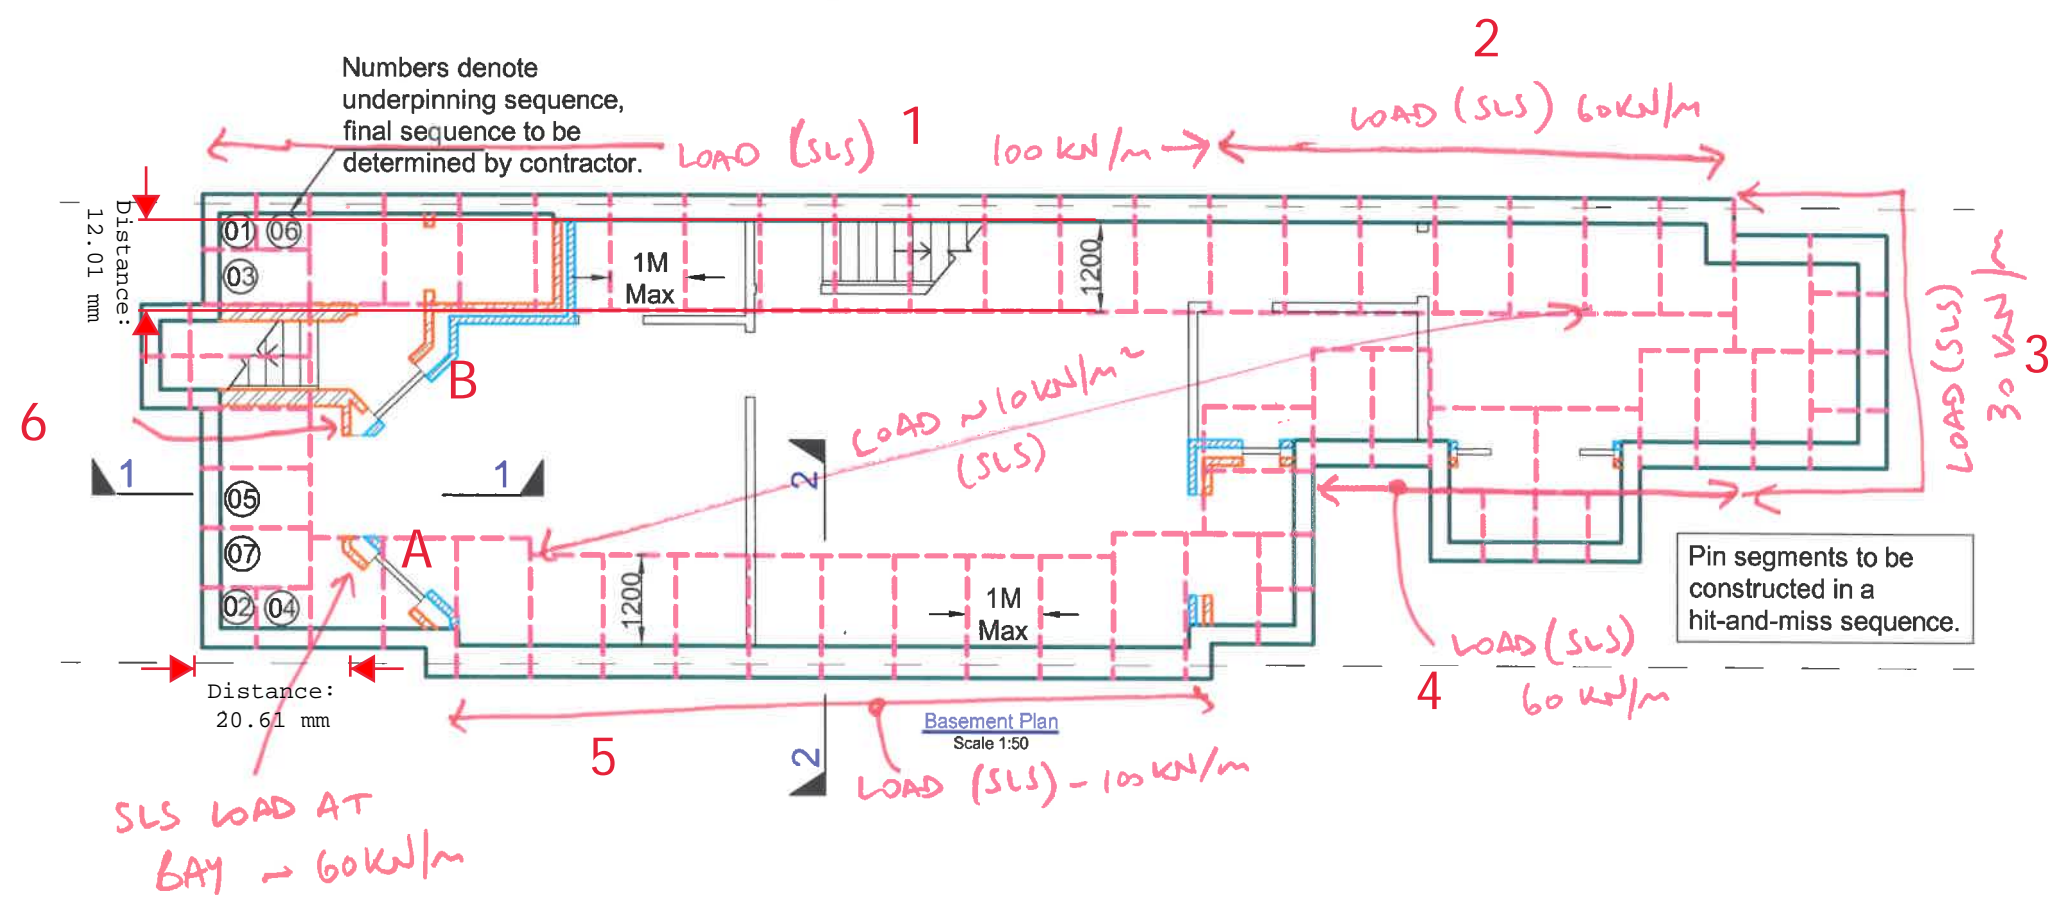 2
LOAD (SLS) 60KN/m
Numbers denote
underpinning sequence,
final sequence to be
determined by contractor.
1
LOAD (SLS) 100 KN/m
Distance:
12.01 mm
01
06
03
1M
Max
1200
LOAD (SLS)
30 KN/m
3
B
LOAD ~10KN/m²
(SLS)
6
1
1
2
05
07
02
04
A
1200
1M
Max
Pin segments to be
constructed in a
hit-and-miss sequence.
LOAD (SLS)
60 KN/m
4
Distance:
20.61 mm
5
Basement Plan
Scale 1:50
2
LOAD (SLS) - 100KN/m
SLS LOAD AT
BAY → 60KN/m